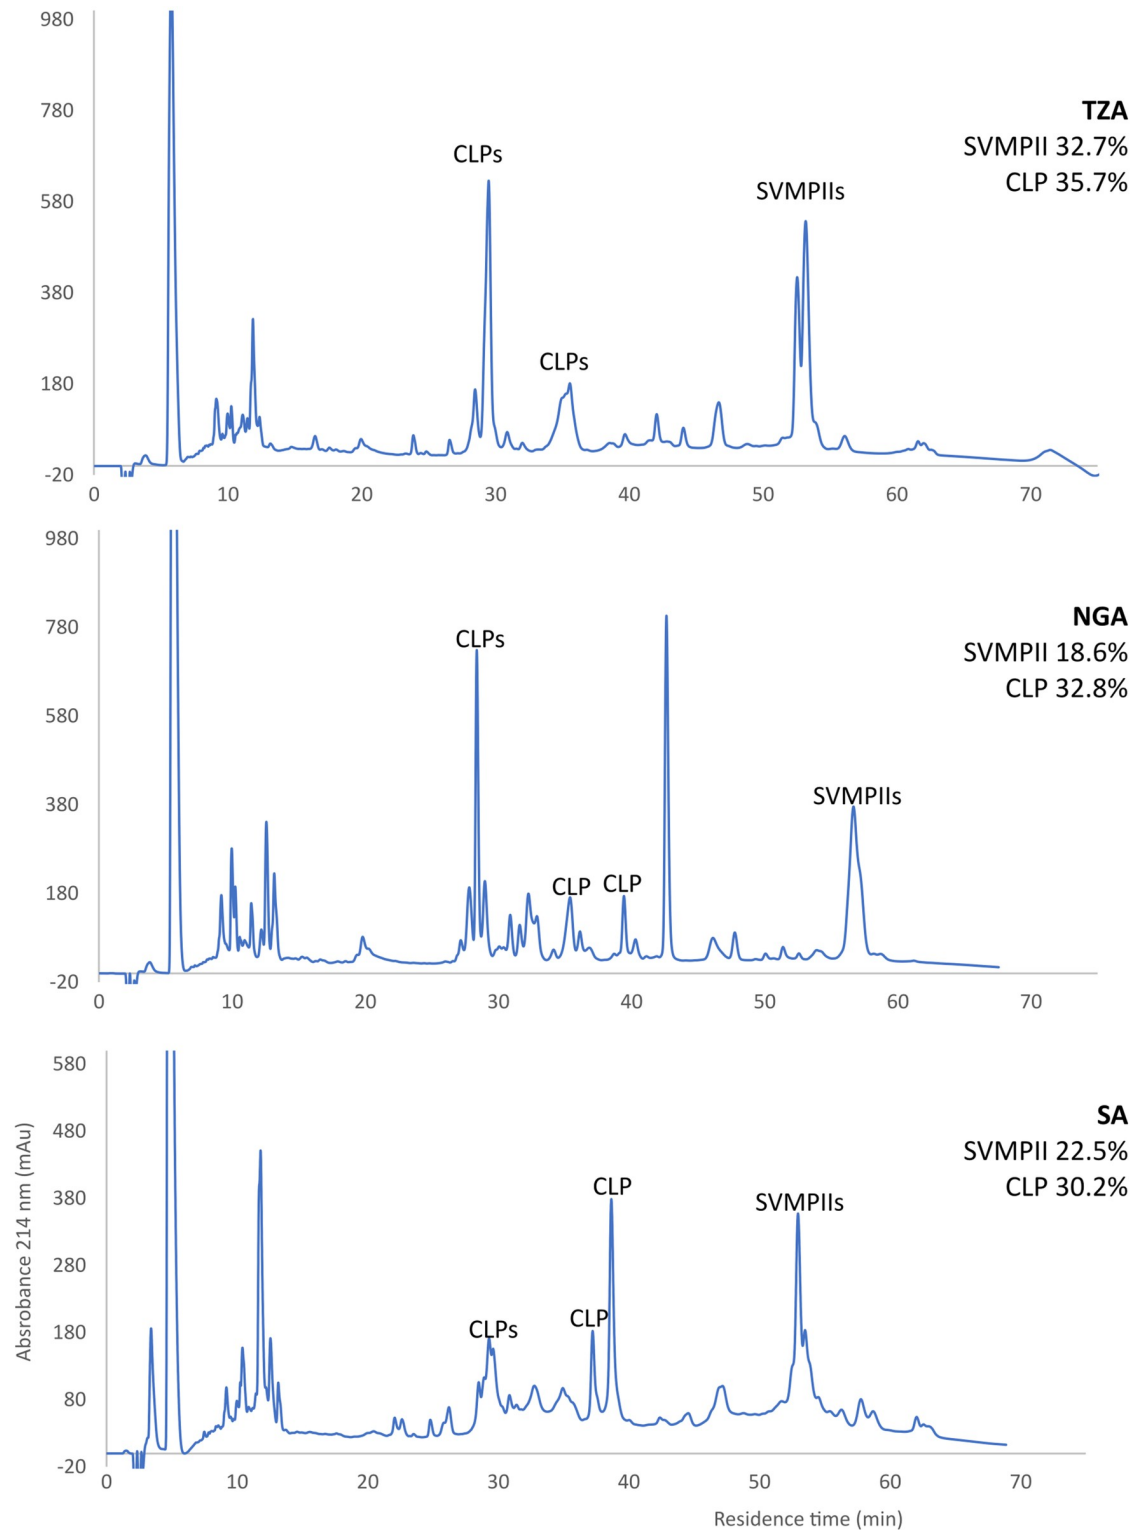 980
780
580
380
180
-20
CLPs
CLPs
SVMPIIs
TZA
SVMPII 32.7%
CLP 35.7%
0 10 20 30 40 50 60 70
980
780
580
380
180
-20
CLPs
CLP
CLP
SVMPIIs
NGA
SVMPII 18.6%
CLP 32.8%
0 10 20 30 40 50 60 70
Absrobance 214 nm (mAu)
580
480
380
280
180
80
-20
CLPs
CLP
CLP
SVMPIIs
SA
SVMPII 22.5%
CLP 30.2%
0 10 20 30 40 50 60 70
Residence time (min)